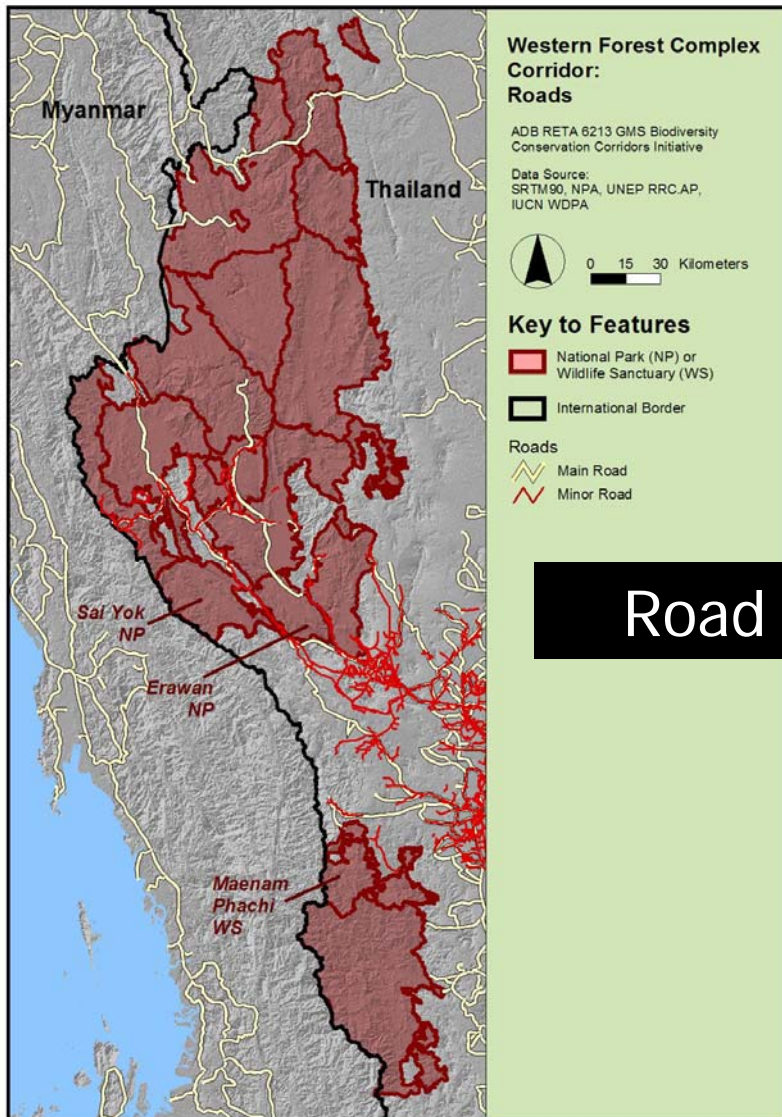 Myanmar
Thailand
Sai Yok
NP
Erawan
NP
Maenam
Phachi
WS
Western Forest Complex
Corridor:
Roads
ADB RETA 6213 GMS Biodiversity
Conservation Corridors Initiative
Data Source:
SRTM90, NPA, UNEP RRC.AP,
IUCN WDPA
0 15 30 Kilometers
Key to Features
National Park (NP) or
Wildlife Sanctuary (WS)
International Border
Roads
Main Road
Minor Road
Road